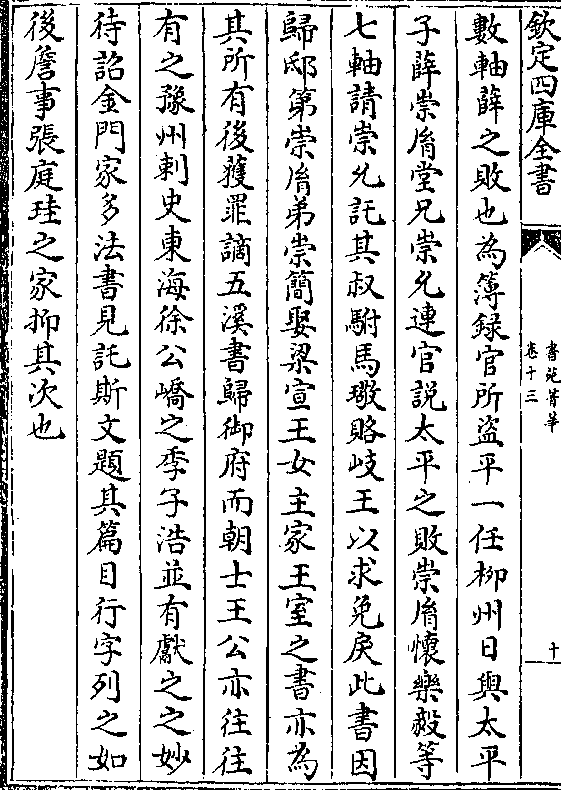 欽定四庫全書
書苑菁華
卷十三
十
數軸薛之敗也為簿録官所盗平一任柳州日與太平
子薛崇𦙍堂兄崇允連官說太平之敗崇𦙍懷樂毅等
七軸請崇允託其叔駙馬璥賂岐王以求免戾此書因
歸邸第崇𦙍弟崇簡娶梁宣王女主家王室之書亦為
其所有後獲罪謫五溪書歸御府而朝士王公亦往往
有之豫州刺史東海徐公嶠之季子浩並有獻之之妙
待詔金門家多法書見託斯文題其篇目行字列之如
後詹事張庭珪之家抑其次也